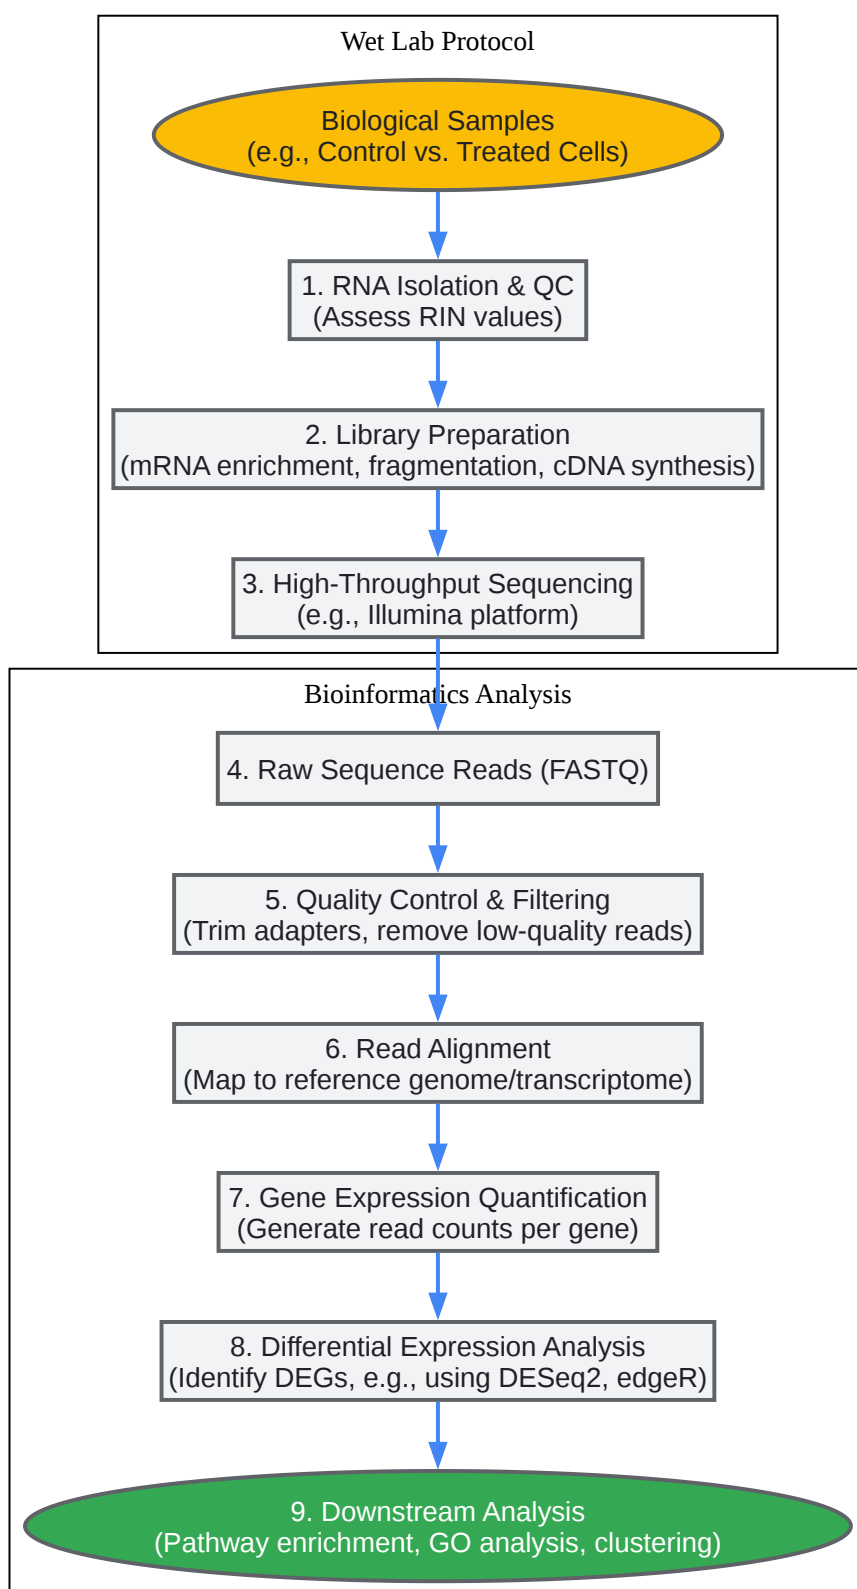 Wet Lab Protocol
Biological Samples
(e.g., Control vs. Treated Cells)
1. RNA Isolation & QC
(Assess RIN values)
2. Library Preparation
(mRNA enrichment, fragmentation, cDNA synthesis)
3. High-Throughput Sequencing
(e.g., Illumina platform)
Bioinformatics Analysis
4. Raw Sequence Reads (FASTQ)
5. Quality Control & Filtering
(Trim adapters, remove low-quality reads)
6. Read Alignment
(Map to reference genome/transcriptome)
7. Gene Expression Quantification
(Generate read counts per gene)
8. Differential Expression Analysis
(Identify DEGs, e.g., using DESeq2, edgeR)
9. Downstream Analysis
(Pathway enrichment, GO analysis, clustering)